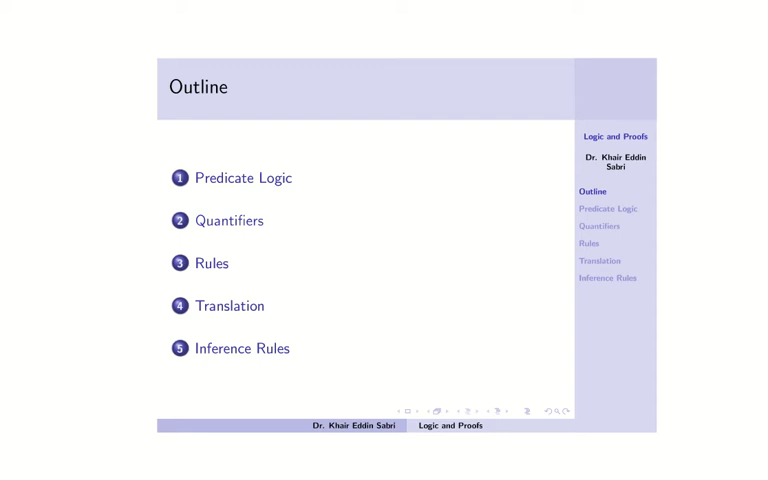 Outline
1 Predicate Logic
2 Quantifiers
3 Rules
4 Translation
5 Inference Rules
Logic and Proofs
Dr. Khair Eddin
Sabri
Outline
Predicate Logic
Quantifiers
Rules
Translation
Inference Rules
Dr. Khair Eddin Sabri Logic and Proofs